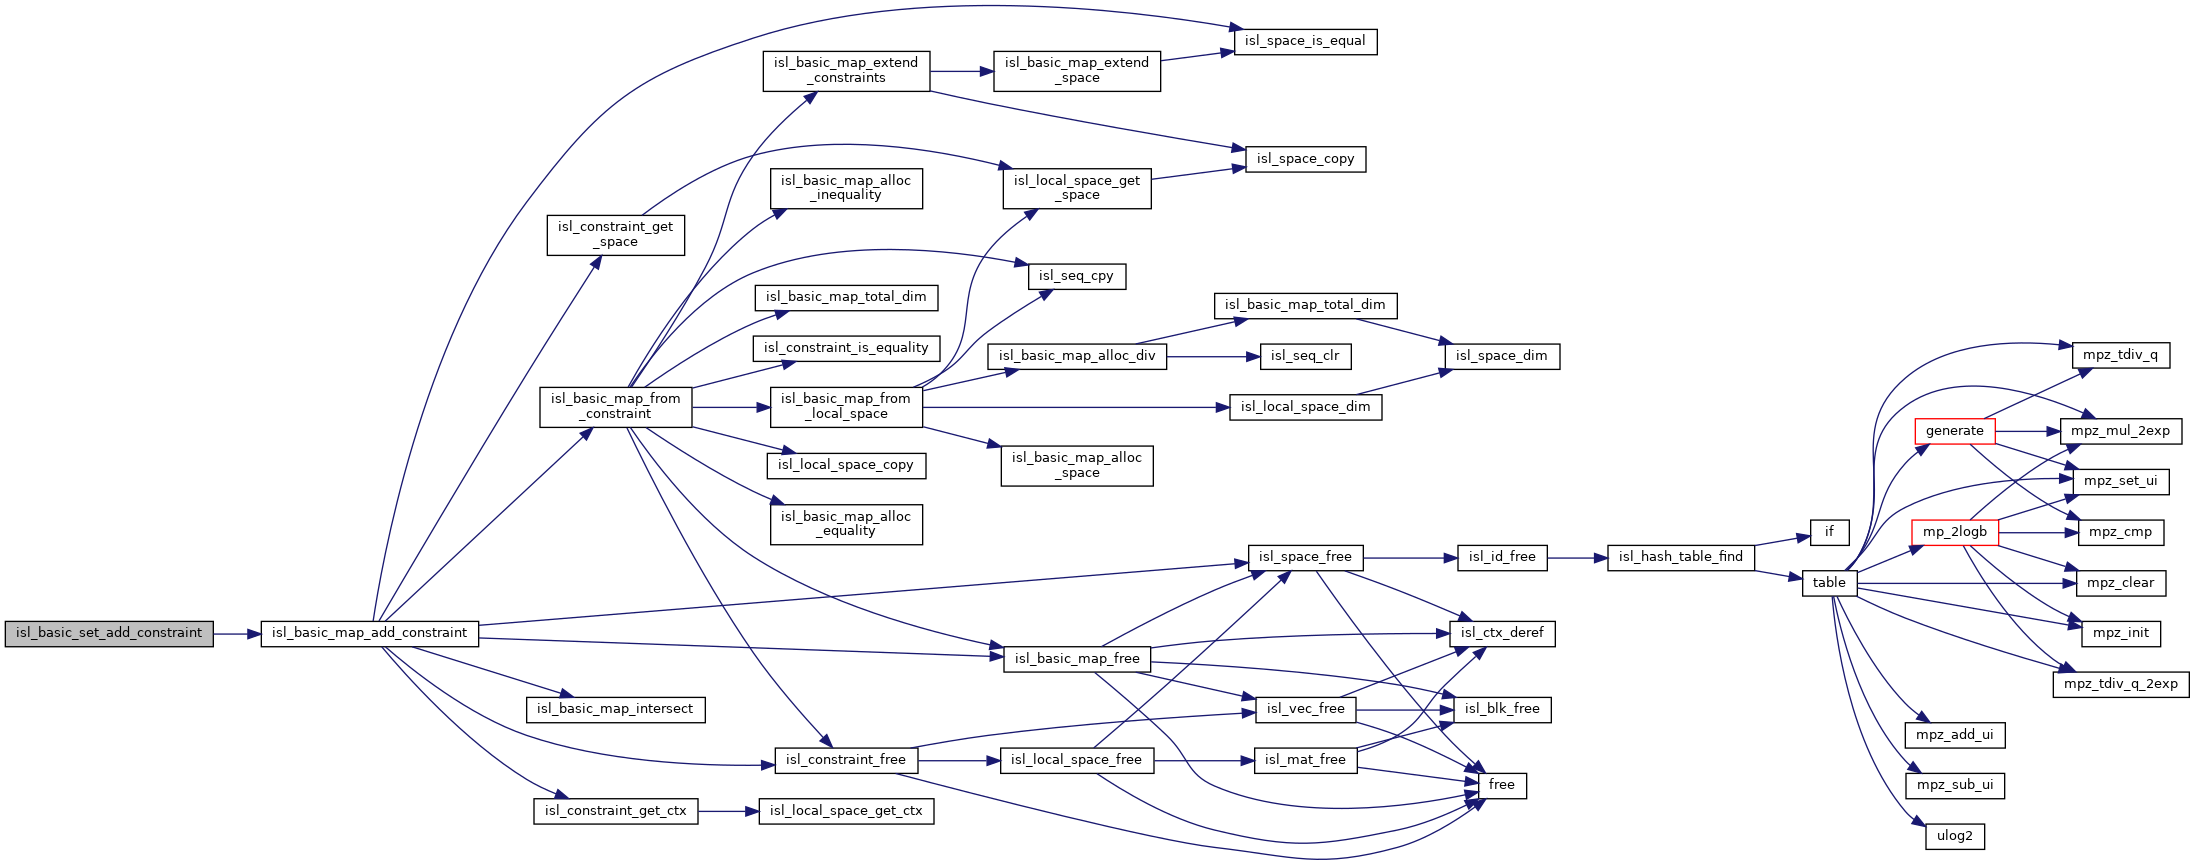 isl_basic_set_add_constraint
isl_basic_map_add_constraint
isl_constraint_get
_space
isl_basic_map_from
_constraint
isl_basic_map_intersect
isl_constraint_get_ctx
isl_basic_map_extend
_constraints
isl_basic_map_alloc
_inequality
isl_basic_map_total_dim
isl_constraint_is_equality
isl_basic_map_from
_local_space
isl_local_space_copy
isl_basic_map_alloc
_equality
isl_constraint_free
isl_local_space_get_ctx
isl_basic_map_extend
_space
isl_local_space_get
_space
isl_seq_cpy
isl_basic_map_alloc_div
isl_basic_map_alloc
_space
isl_basic_map_free
isl_local_space_free
isl_space_is_equal
isl_space_copy
isl_basic_map_total_dim
isl_seq_clr
isl_local_space_dim
isl_space_free
isl_vec_free
isl_mat_free
isl_space_dim
isl_id_free
isl_ctx_deref
isl_blk_free
free
isl_hash_table_find
if
table
generate
mp_2logb
mpz_add_ui
mpz_sub_ui
ulog2
mpz_tdiv_q
mpz_mul_2exp
mpz_set_ui
mpz_cmp
mpz_clear
mpz_init
mpz_tdiv_q_2exp